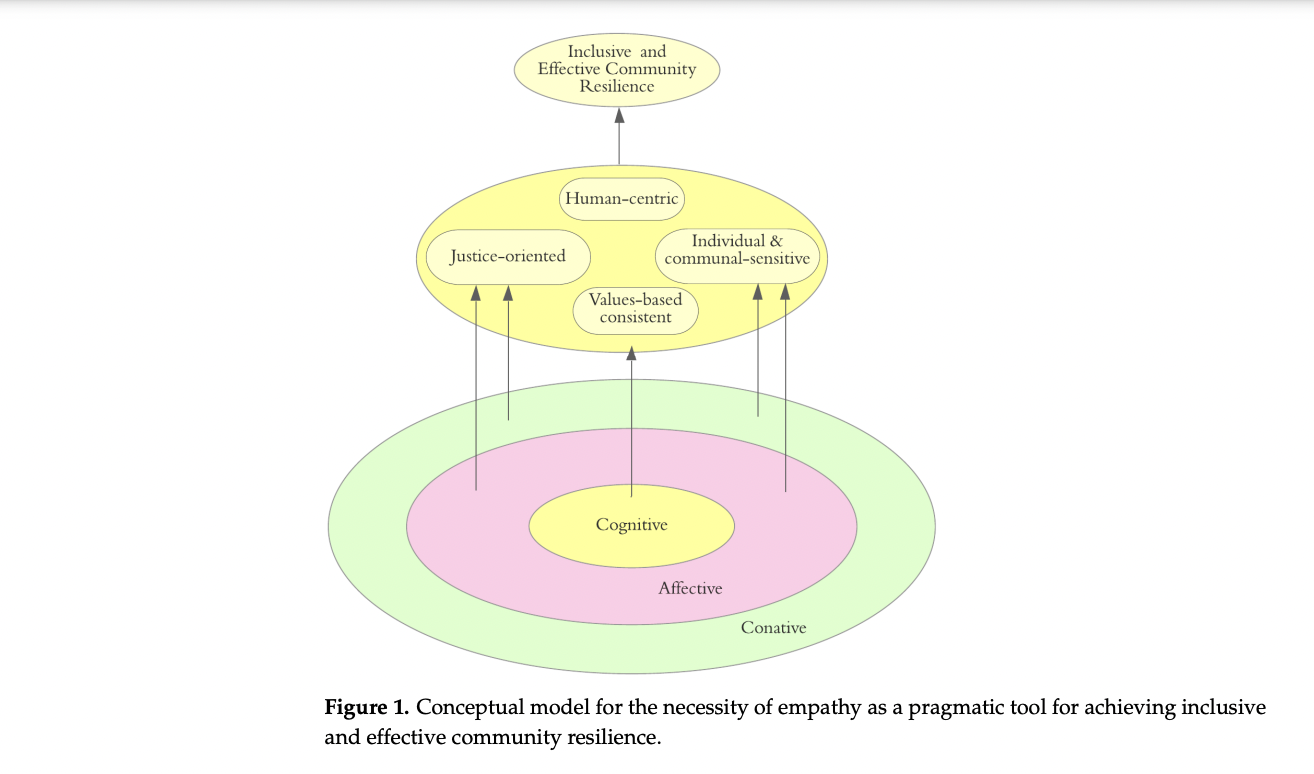 Inclusive and
Effective Community
Resilience
Human-centric
Justice-oriented
Individual &
communal-sensitive
Values-based
consistent
Cognitive
Affective
Conative
Figure 1. Conceptual model for the necessity of empathy as a pragmatic tool for achieving inclusive
and effective community resilience.